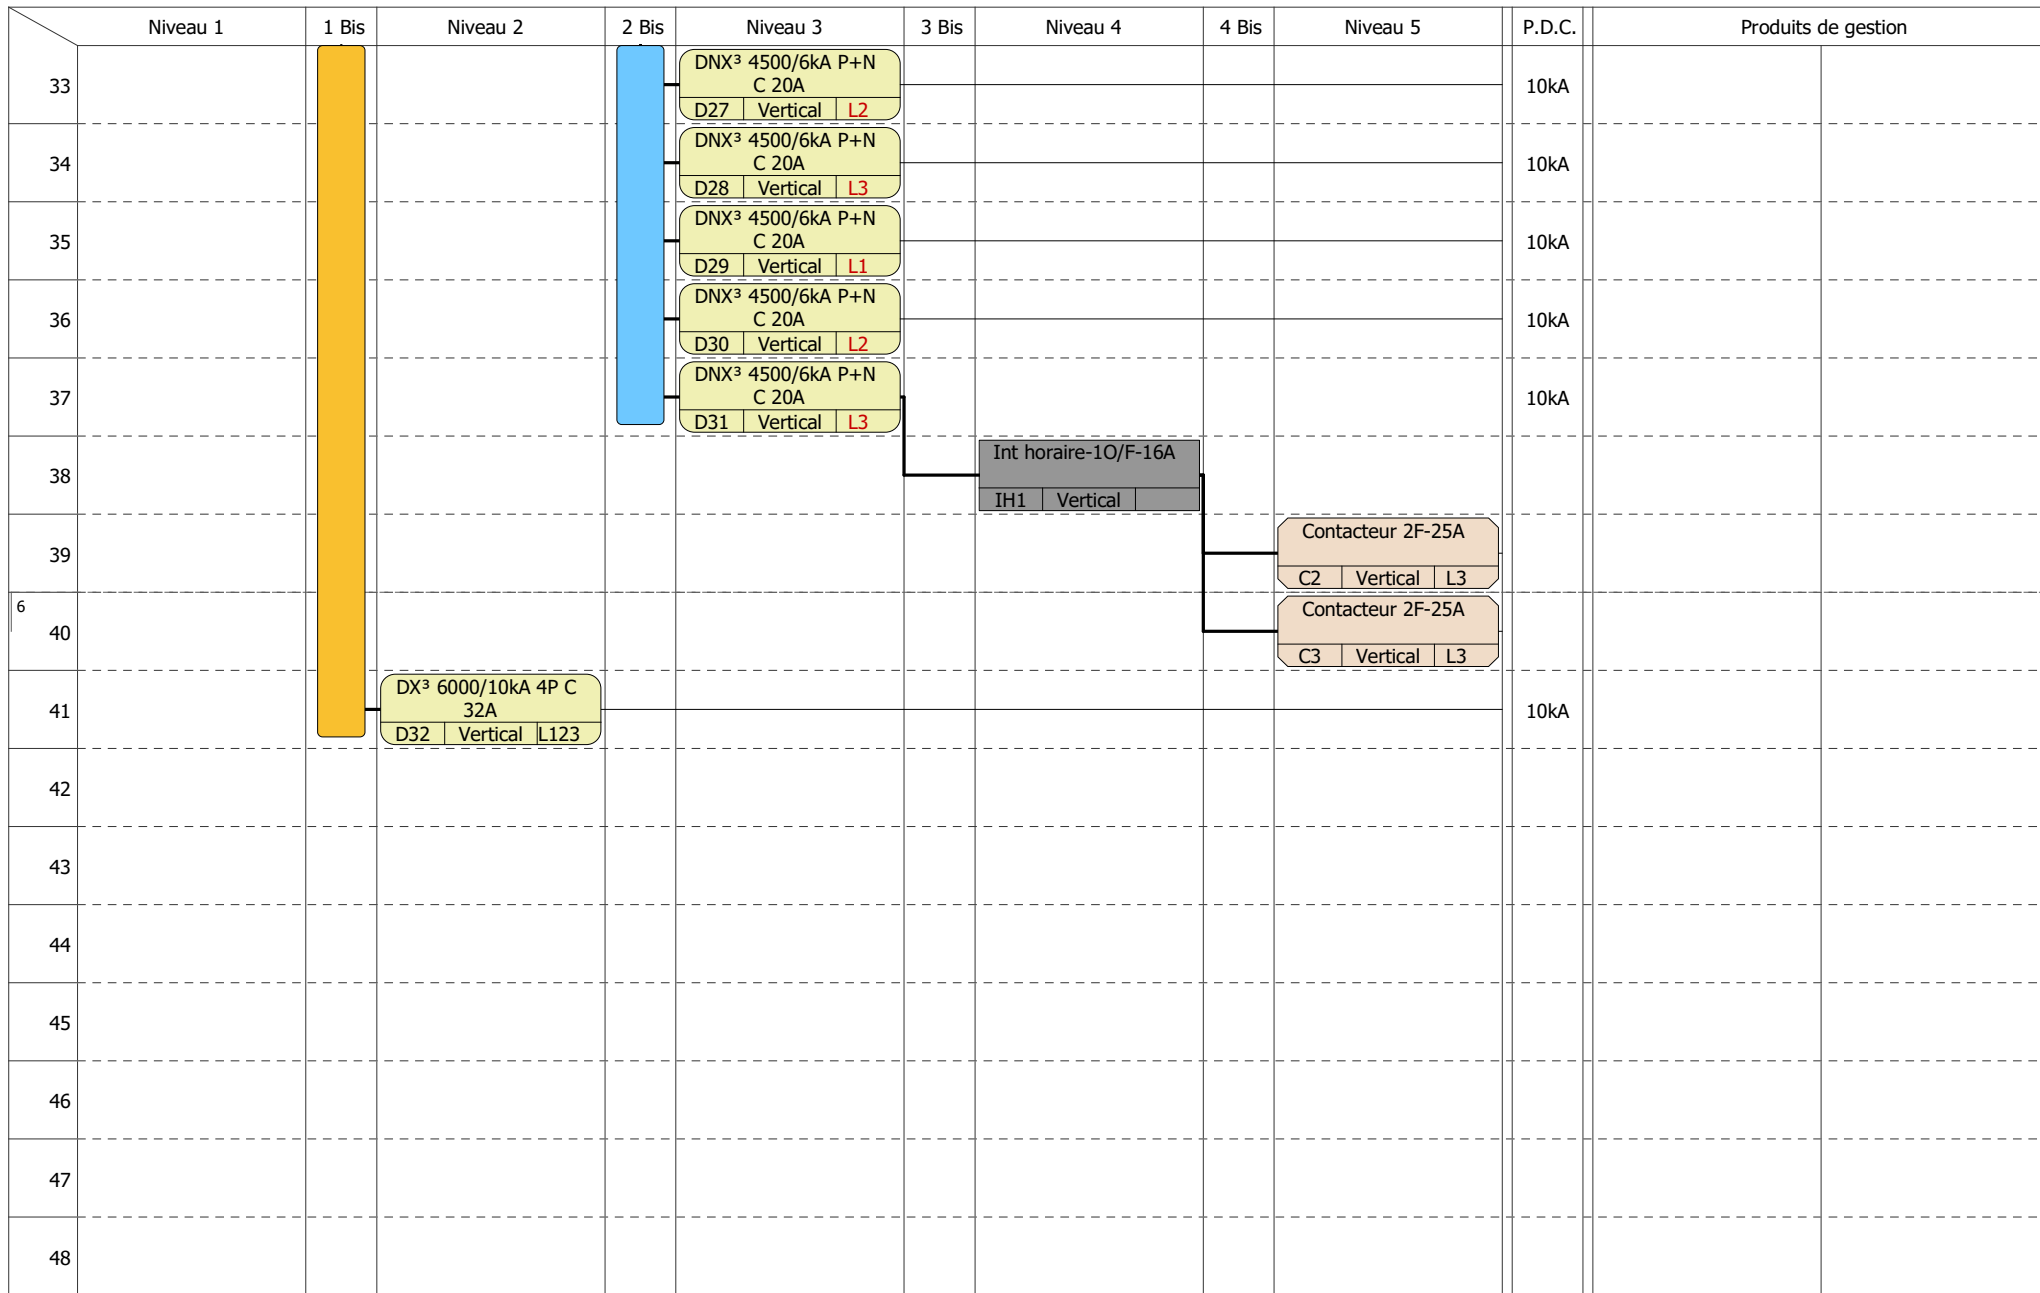 Niveau 1 1 Bis Niveau 2 2 Bis Niveau 3 3 Bis Niveau 4 4 Bis Niveau 5 P.D.C. Produits de gestion
DNX³ 4500/6kA P+N
33 C 20A 10kA
D27 Vertical L2
DNX³ 4500/6kA P+N
34 C 20A 10kA
D28 Vertical L3
DNX³ 4500/6kA P+N
35 C 20A 10kA
D29 Vertical L1
DNX³ 4500/6kA P+N
36 C 20A 10kA
D30 Vertical L2
DNX³ 4500/6kA P+N
37 C 20A 10kA
D31 Vertical L3
Int horaire-1O/F-16A
38
IH1 Vertical
Contacteur 2F-25A
39
C2 Vertical L3
6
Contacteur 2F-25A
40
C3 Vertical L3
DX³ 6000/10kA 4P C
41 32A 10kA
D32 Vertical L123
42
43
44
45
46
47
48